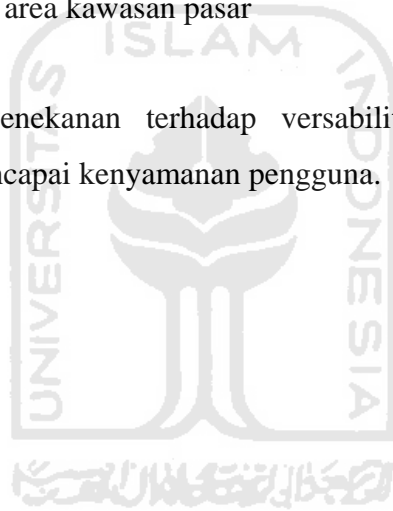 area kawasan pasar
ISLAM
UNIVERSITAS
INDONESIA
enekanan terhadap versabilit
ncapai kenyamanan pengguna.